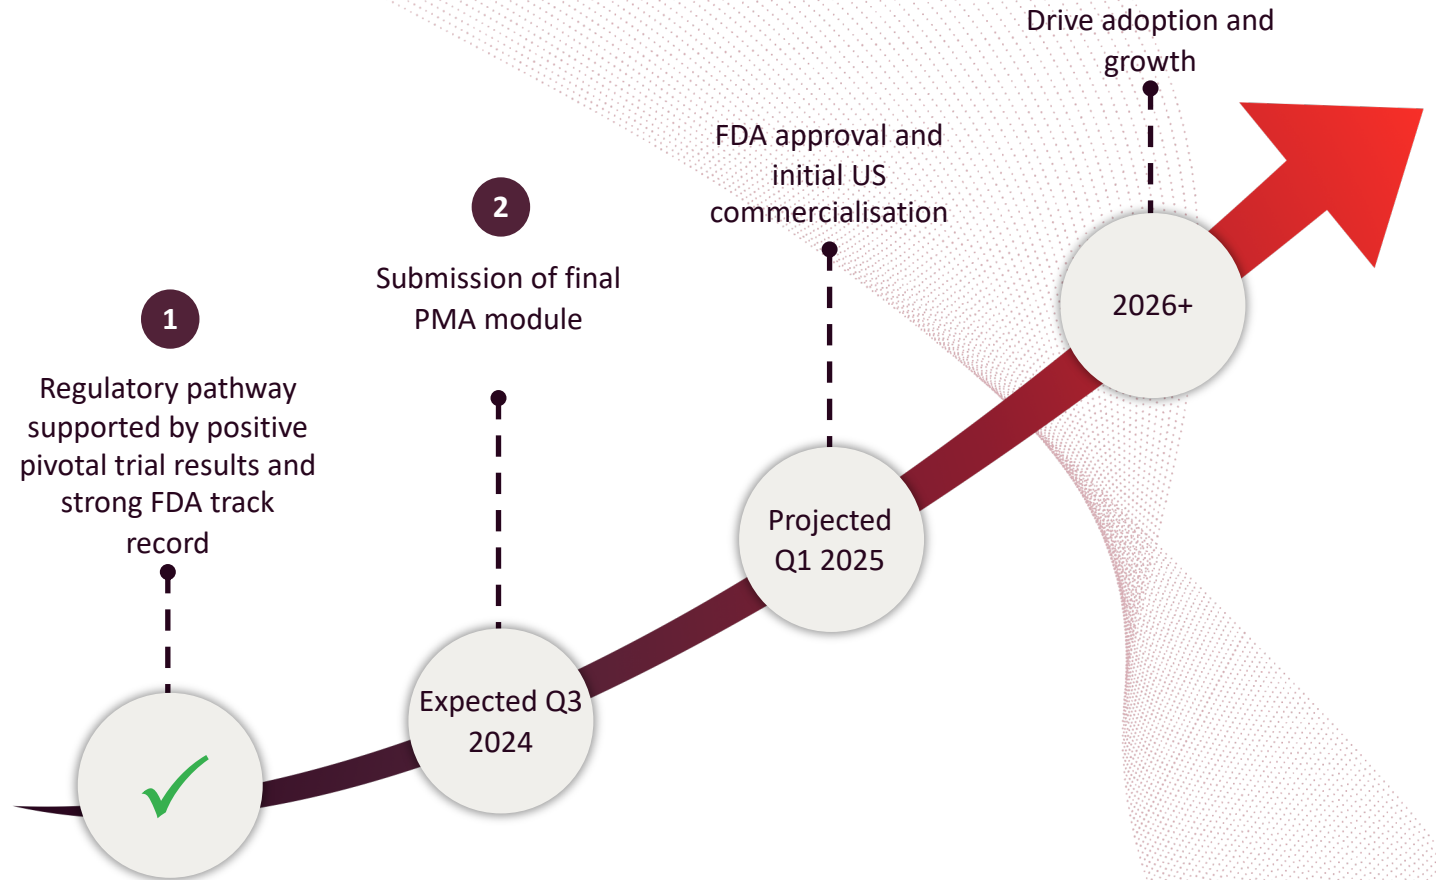 1
Regulatory pathway
supported by positive
pivotal trial results and
strong FDA track
record
2
Submission of final
PMA module
Expected Q3
2024
FDA approval and
initial US
commercialisation
Projected
Q1 2025
Drive adoption and
growth
2026+